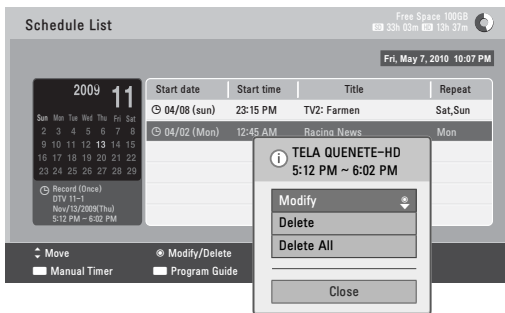 Schedule List
Free Space 100GB
SD 33h 03m HD 13h 37m
Fri, May 7, 2010 10:07 PM
2009 11
Sun Mon Tue Wed Thu Fri Sat
2 3 4 5 6 7 8
9 10 11 12 13 14 15
16 17 18 19 20 21 22
23 24 25 26 27 28 29
Record (Once)
DTV 11-1
Nov/13/2009(Thu)
5:12 PM ~ 6:02 PM
Start date Start time Title Repeat
04/08 (sun) 23:15 PM TV2: Farmen Sat,Sun
04/02 (Mon) 12:45 AM Racing News Mon
TELA QUENETE-HD
5:12 PM ~ 6:02 PM
Modify
Delete
Delete All
Close
Move
Modify/Delete
Manual Timer
Program Guide